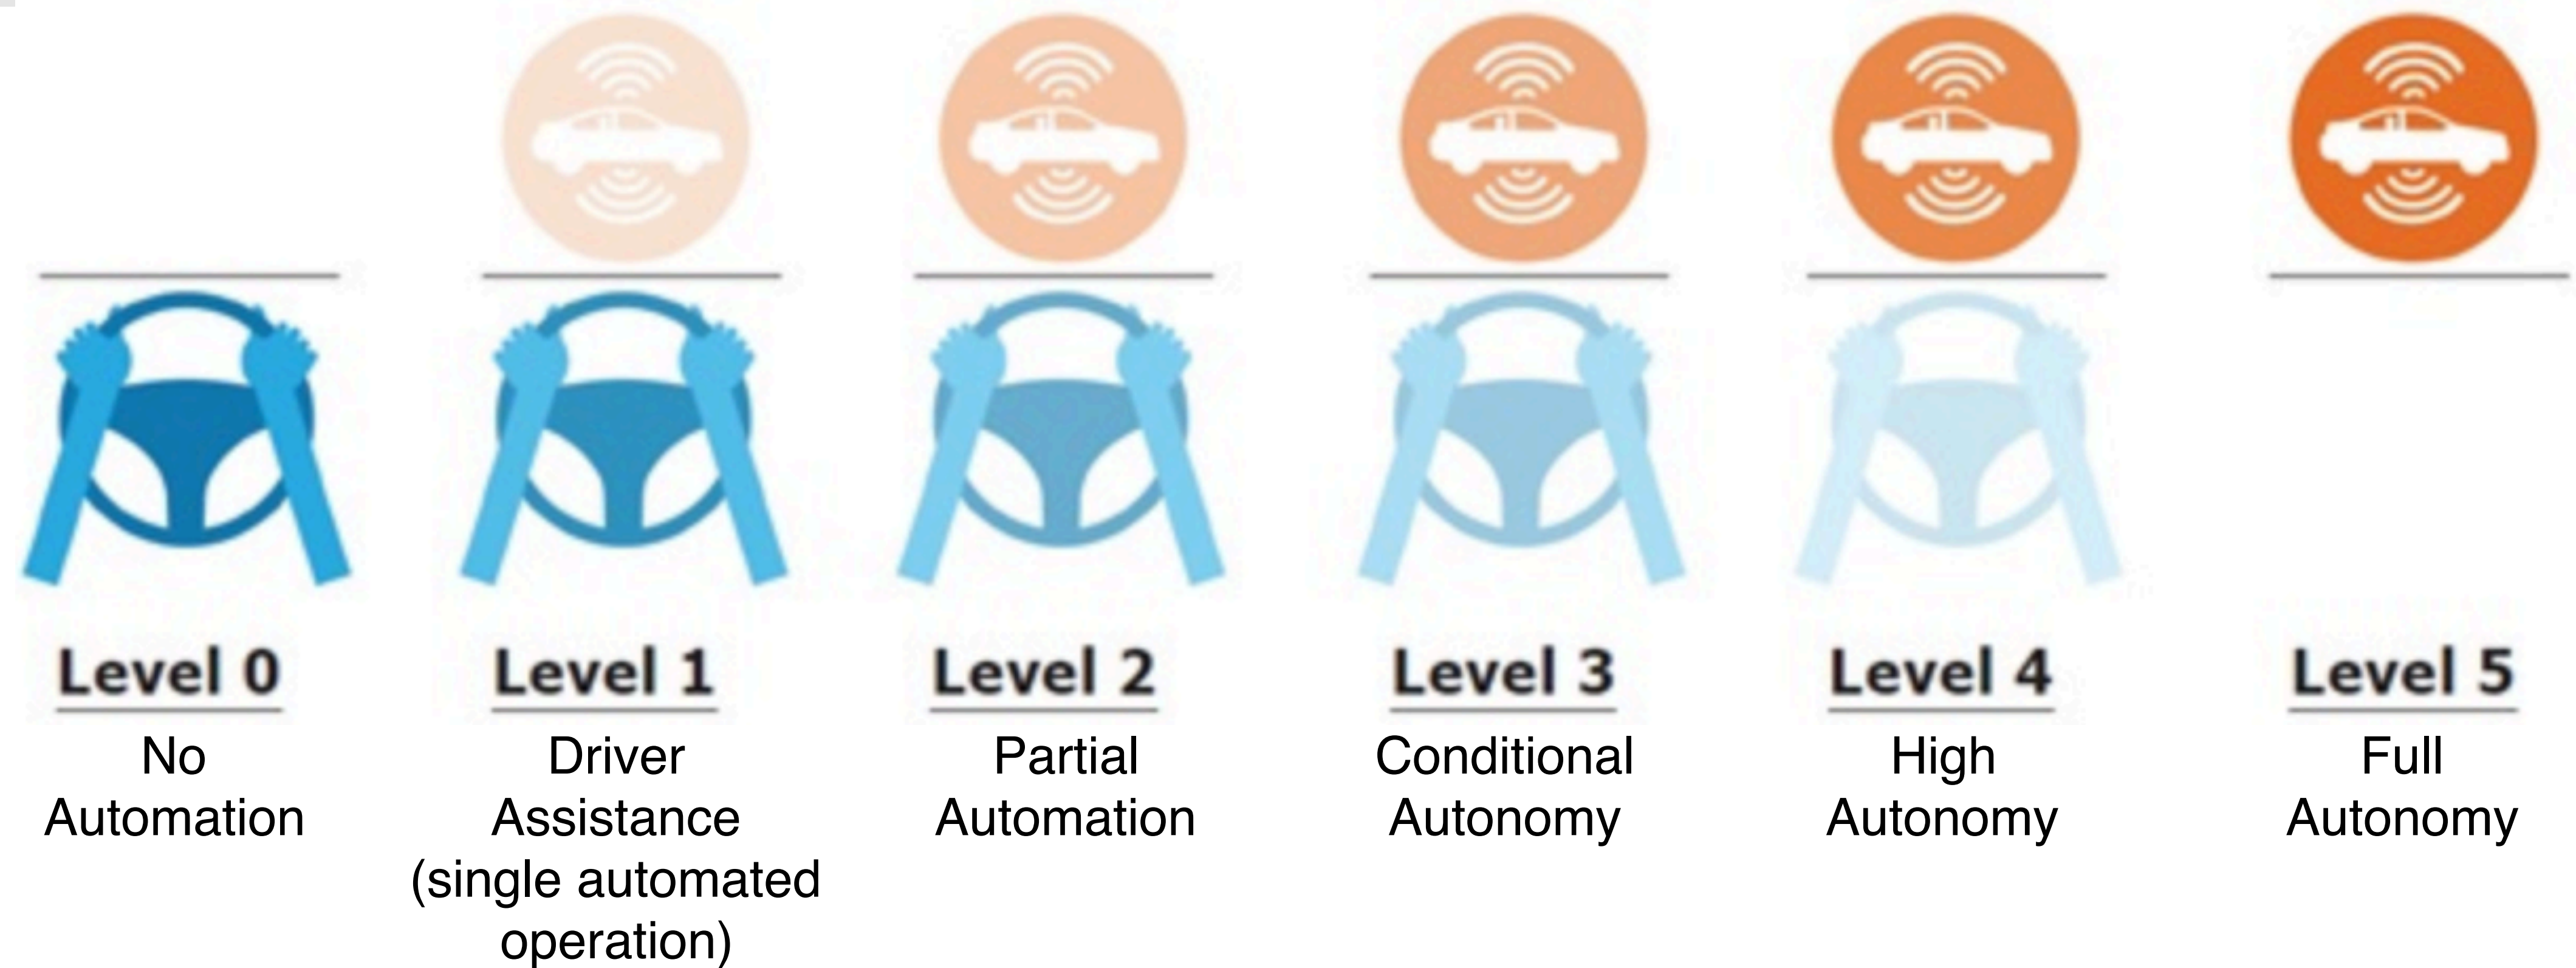 Level 0
No
Automation
Level 1
Driver
Assistance
(single automated
operation)
Level 2
Partial
Automation
Level 3
Conditional
Autonomy
Level 4
High
Autonomy
Level 5
Full
Autonomy